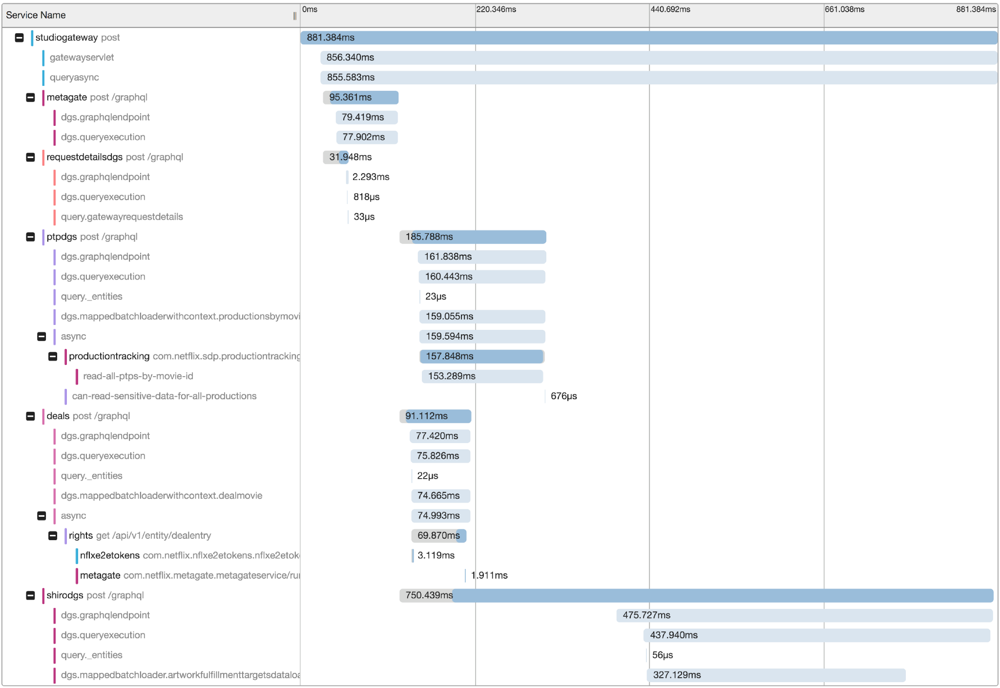 Service Name || 0ms 220.346ms 440.692ms 661.038ms 881.384ms
studiogateway post 881.384ms
gatewayservlet 856.340ms
queryasync 855.583ms
metagate post /graphql 95.361ms
dgs.graphqlendpoint 79.419ms
dgs.queryexecution 77.902ms
requestdetailsdgs post /graphql 31.948ms
dgs.graphqlendpoint 2.293ms
dgs.queryexecution 818µs
query.gatewayrequestdetails 33µs
ptpdgs post /graphql 185.788ms
dgs.graphqlendpoint 161.838ms
dgs.queryexecution 160.443ms
query._entities 23µs
dgs.mappedbatchloaderwithcontext.productionsbymovi 159.055ms
async 159.594ms
productiontracking com.netflix.sdp.productiontracking 157.848ms
read-all-ptps-by-movie-id 153.289ms
can-read-sensitive-data-for-all-productions 676µs
deals post /graphql 91.112ms
dgs.graphqlendpoint 77.420ms
dgs.queryexecution 75.826ms
query._entities 22µs
dgs.mappedbatchloaderwithcontext.dealmovie 74.665ms
async 74.993ms
rights get /api/v1/entity/dealentry 69.870ms
nflxe2etokens com.netflix.nflxe2etokens.nflxe2etok 3.119ms
metagate com.netflix.metagate.metagateservice/ru 1.911ms
shirodgs post /graphql 750.439ms
dgs.graphqlendpoint 475.727ms
dgs.queryexecution 437.940ms
query._entities 56µs
dgs.mappedbatchloader.artworkfulfillmenttargetsdataloa 327.129ms